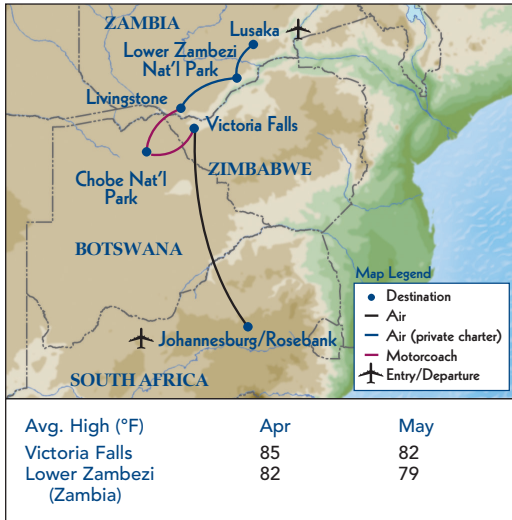 ZAMBIA
Lusaka
Lower Zambezi
Nat'l Park
Livingstone
Victoria Falls
ZIMBABWE
Chobe Nat'l
Park
BOTSWANA
Map Legend
Destination
Air
Air (private charter)
Motorcoach
Entry/Departure
Johannesburg/Rosebank
SOUTH AFRICA
Avg. High (°F) Apr May
Victoria Falls 85 82
Lower Zambezi 82 79
(Zambia)